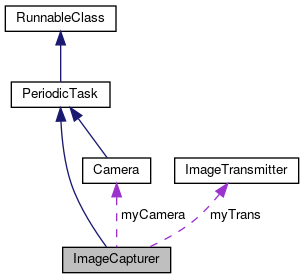 RunnableClass
PeriodicTask
Camera
ImageTransmitter
myCamera
myTrans
ImageCapturer